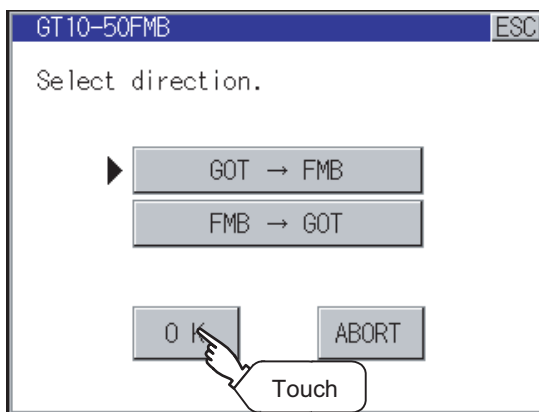 GT10-50FMB ESC
Select direction.
GOT → FMB
FMB → GOT
O K ABORT
Touch